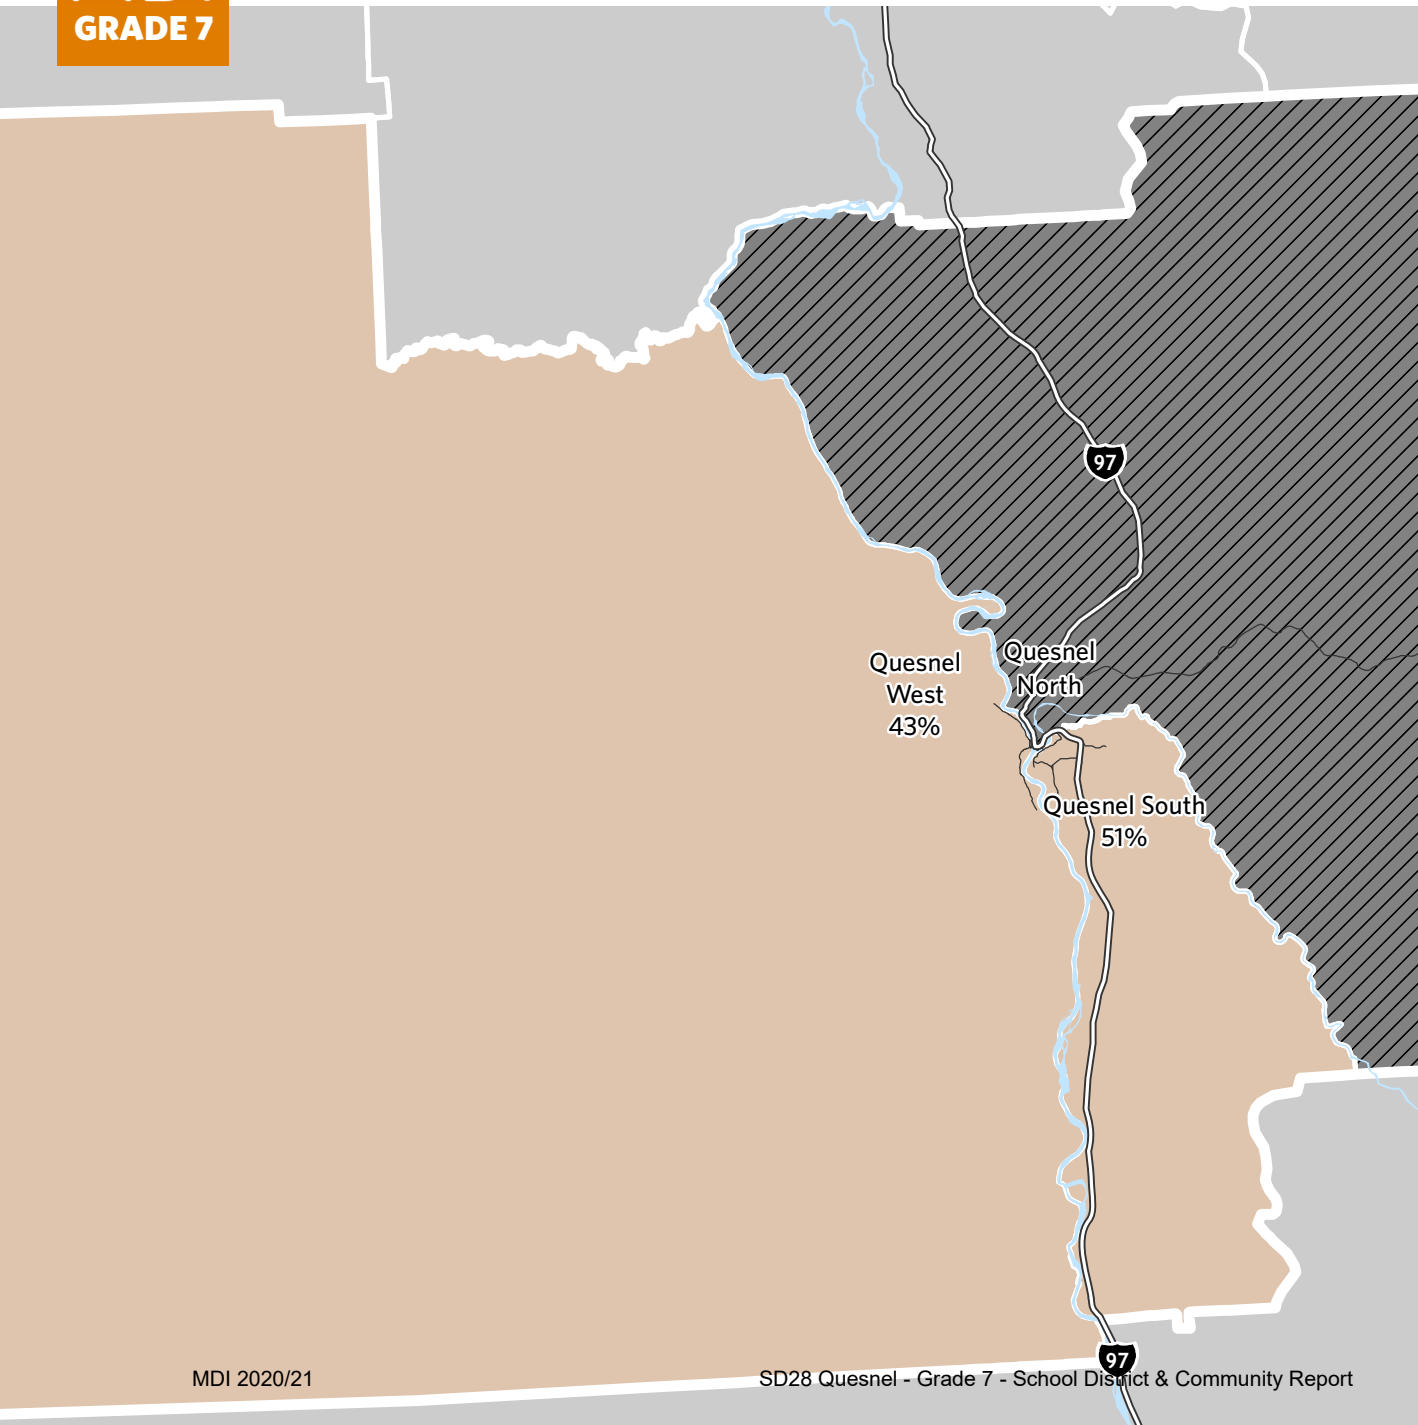 GRADE 7
97
Quesnel
North
Quesnel
West
43%
Quesnel South
51%
97
MDI 2020/21
SD28 Quesnel - Grade 7 - School District & Community Report